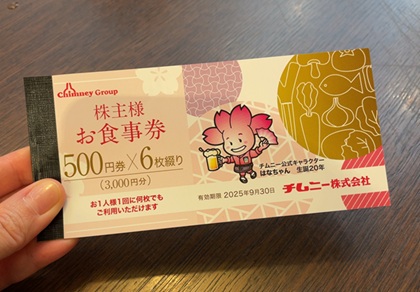 Chimney Group
株主様
お食事券
500円券×6枚綴り
（3,000円分）
お1人様1回に何枚でも
ご利用いただけます
チムニー公式キャラクター
はなちゃん 生誕20年
有効期限 2025年9月30日
チムニー株式会社